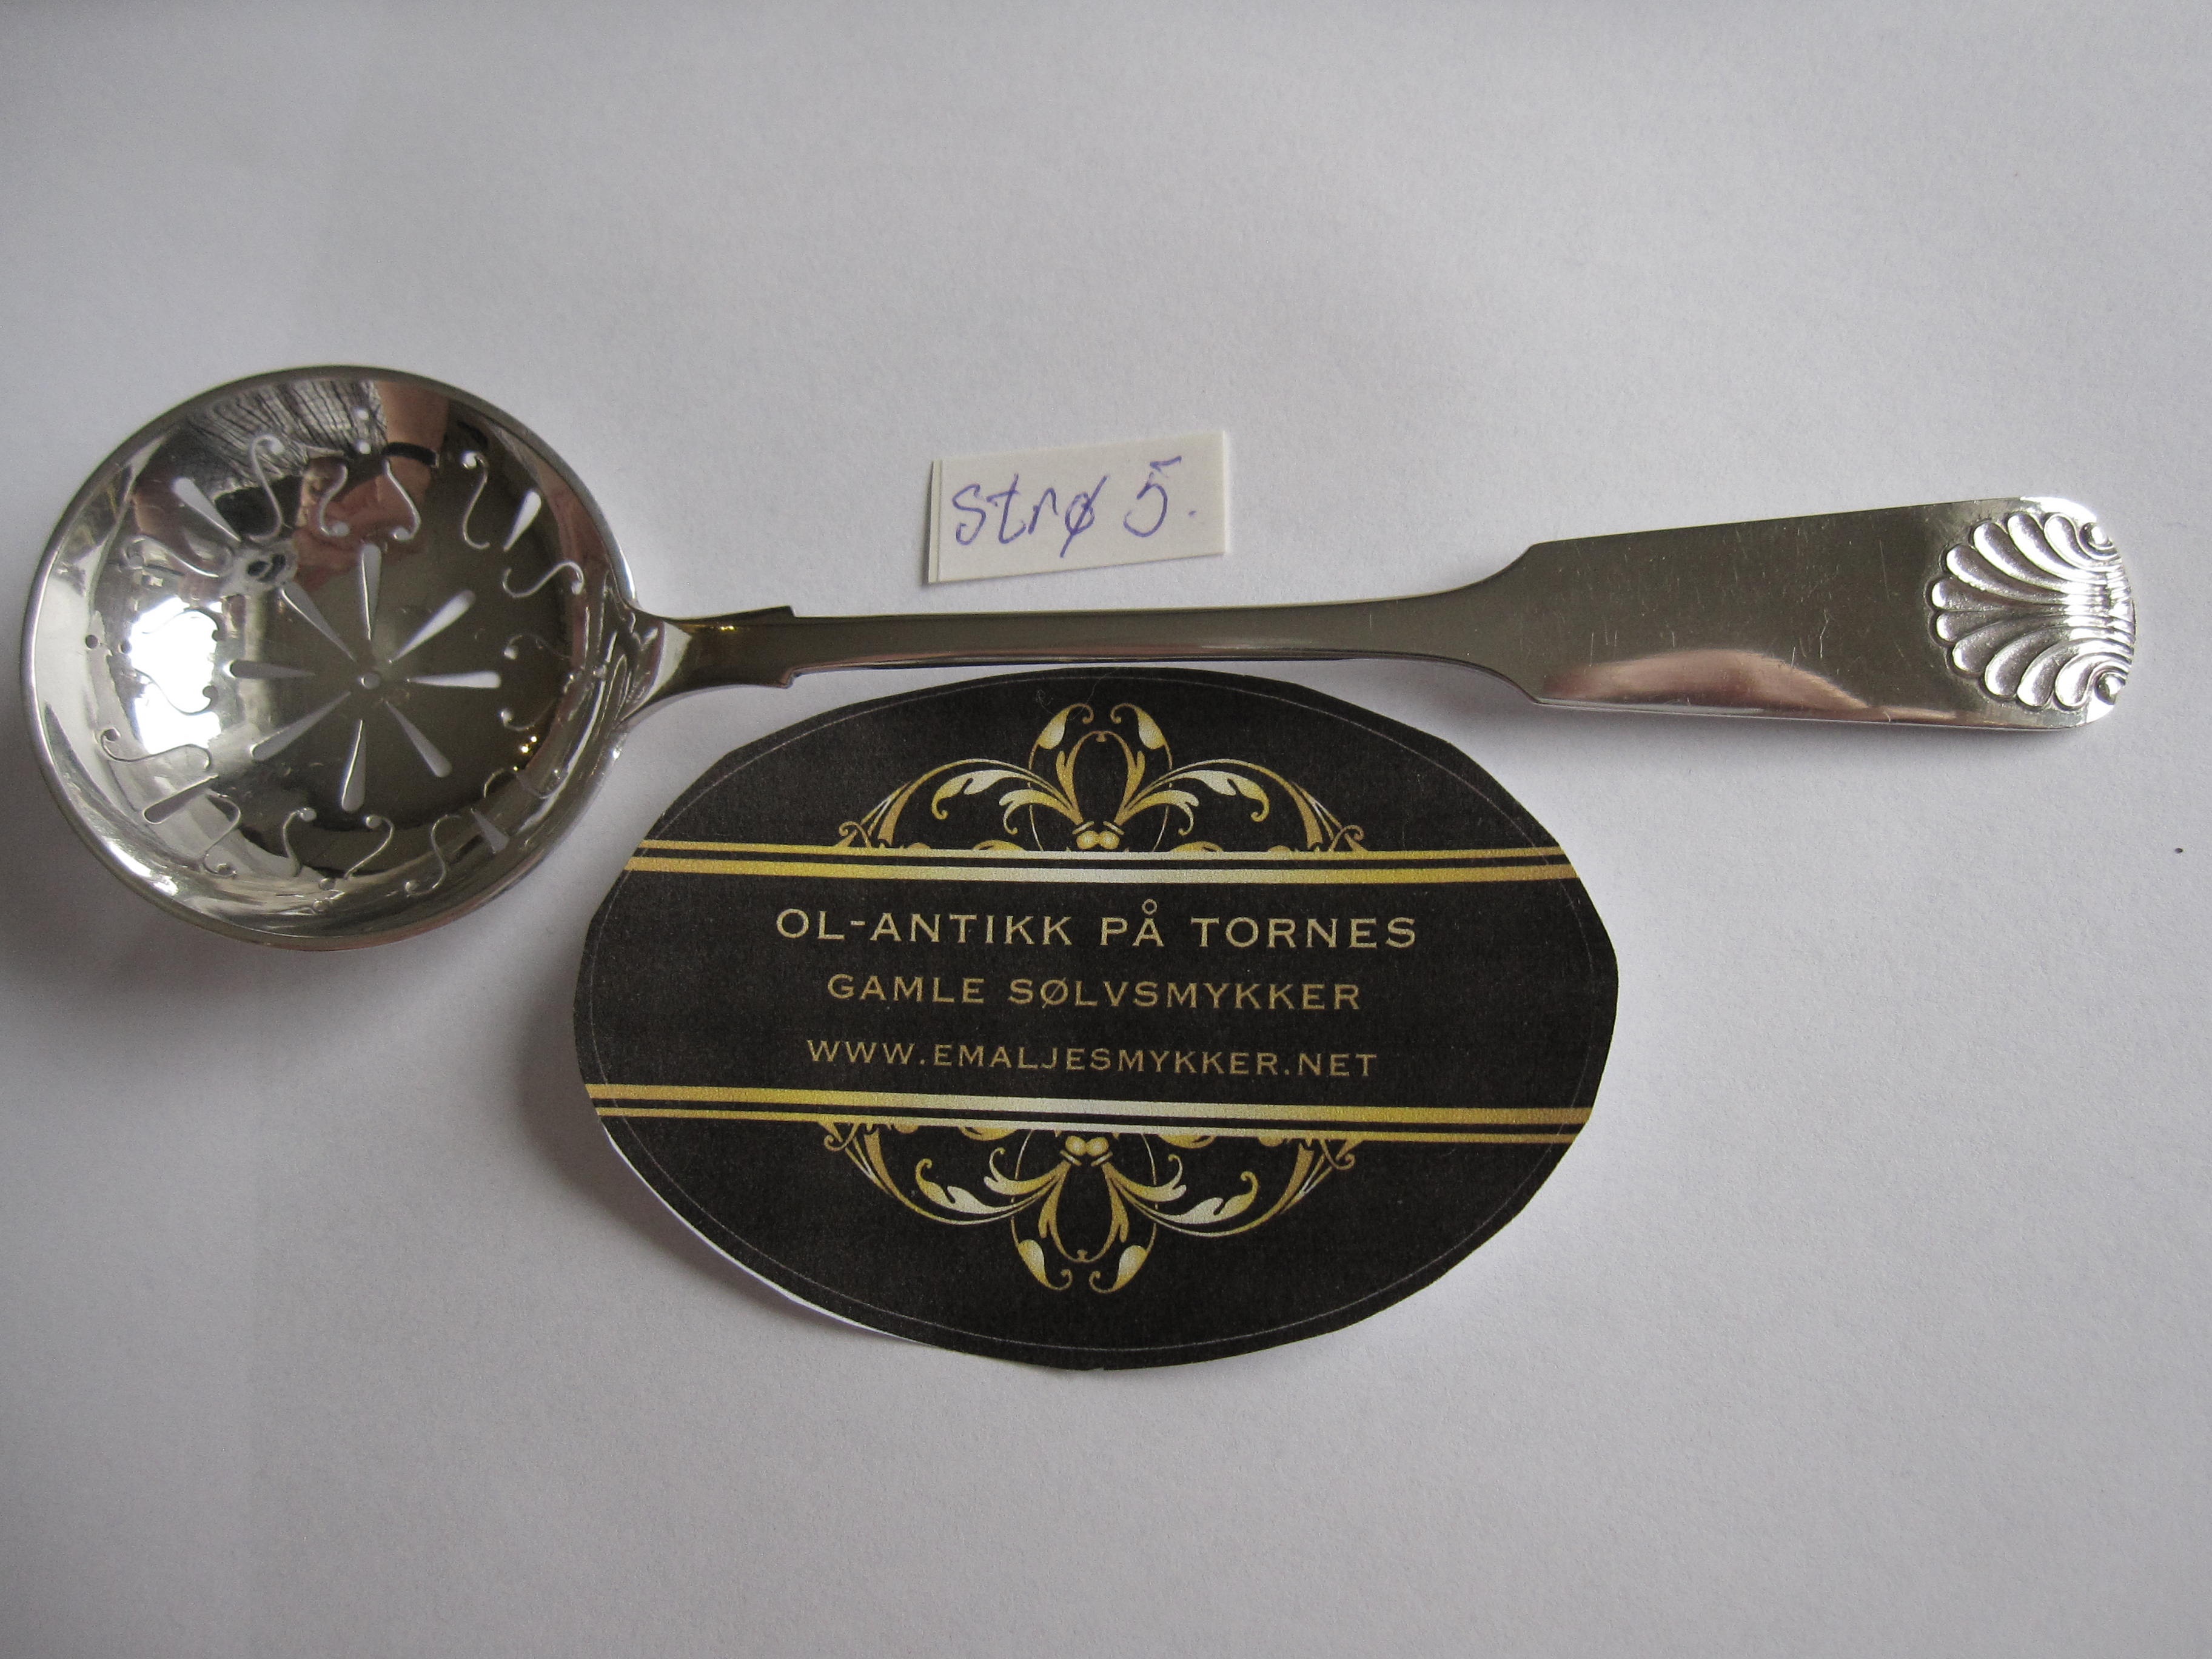 strø 5.
OL-ANTIKK PÅ TORNES
GAMLE SØLVSMYKKER
WWW.EMALJESMYKKER.NET